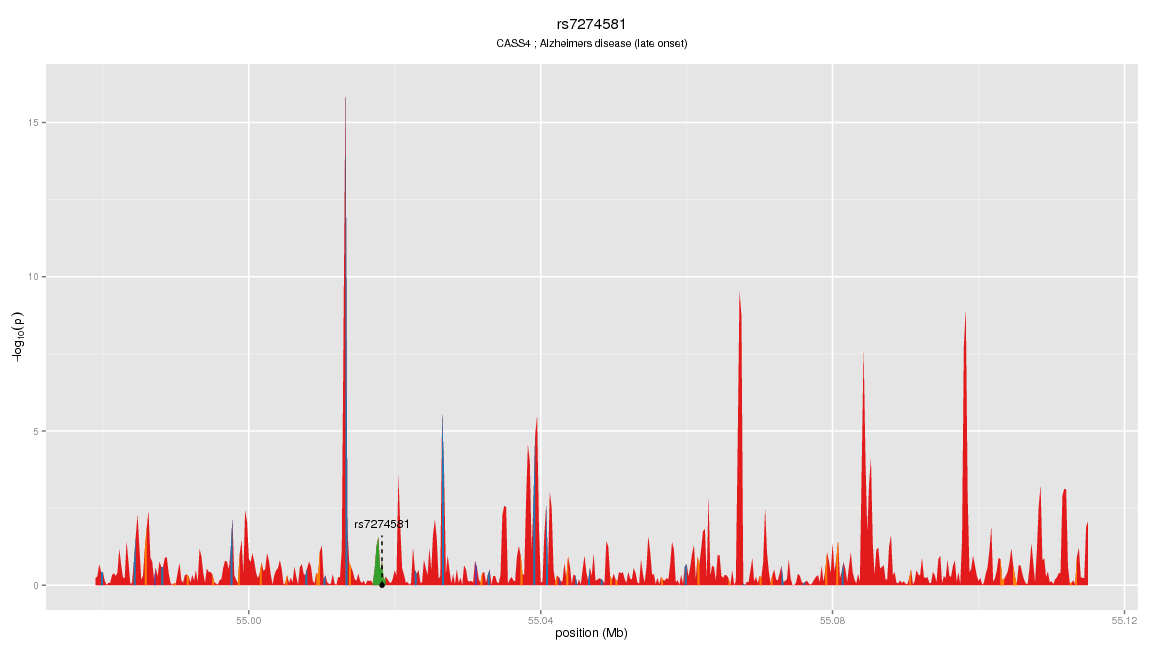 rs7274581
CASS4 ; Alzheimers disease (late onset)
15
10
5
0
−log10(p)
rs7274581
55.00
55.04
55.08
55.12
position (Mb)